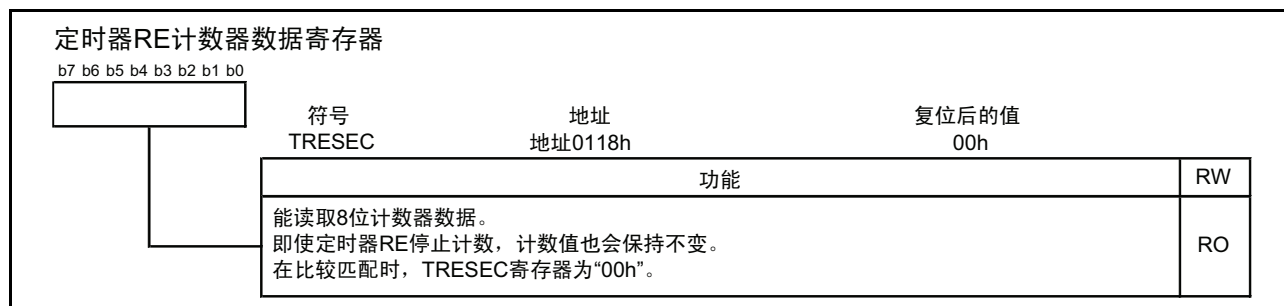 定时器RE计数器数据寄存器
b7 b6 b5 b4 b3 b2 b1 b0
符号 地址 复位后的值
TRESEC 地址0118h 00h
功能 RW
能读取8位计数器数据。
即使定时器RE停止计数，计数值也会保持不变。 RO
在比较匹配时，TRESEC寄存器为“00h”。